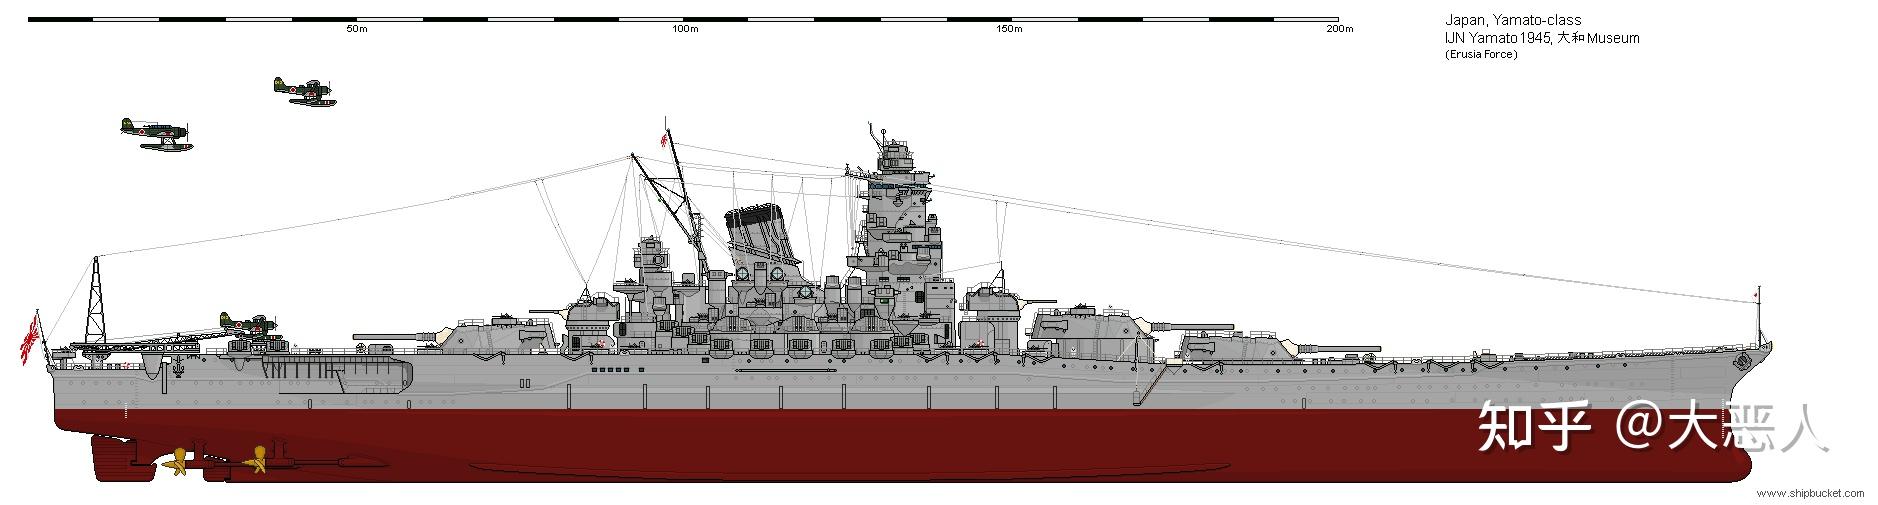 50m 100m 150m 200m
Japan, Yamato-class
IJN Yamato 1945, 大和 Museum
(Erusia Force)
知乎 @大恶人
www.shipbucket.com